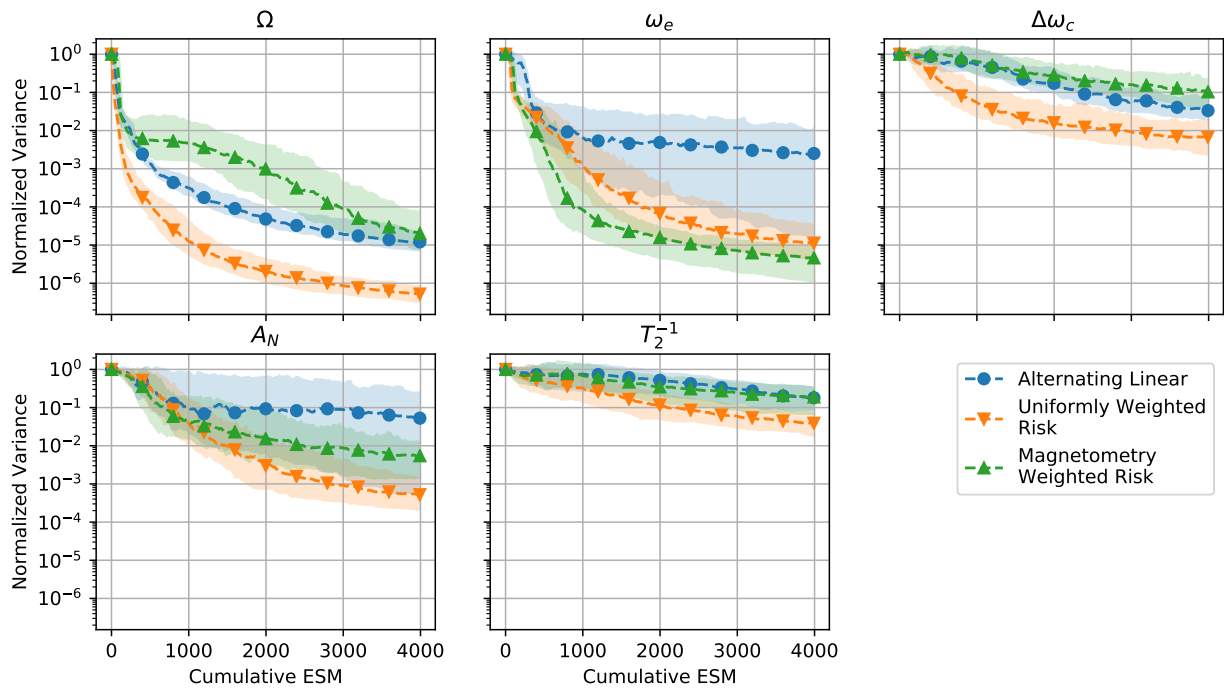 Ω
ω_e
Δω_c
Normalized Variance
10^0
10^-1
10^-2
10^-3
10^-4
10^-5
10^-6
A_N
T_2^-1
Normalized Variance
10^0
10^-1
10^-2
10^-3
10^-4
10^-5
10^-6
0 1000 2000 3000 4000
0 1000 2000 3000 4000
Cumulative ESM
Cumulative ESM
Alternating Linear
Uniformly Weighted
Risk
Magnetometry
Weighted Risk